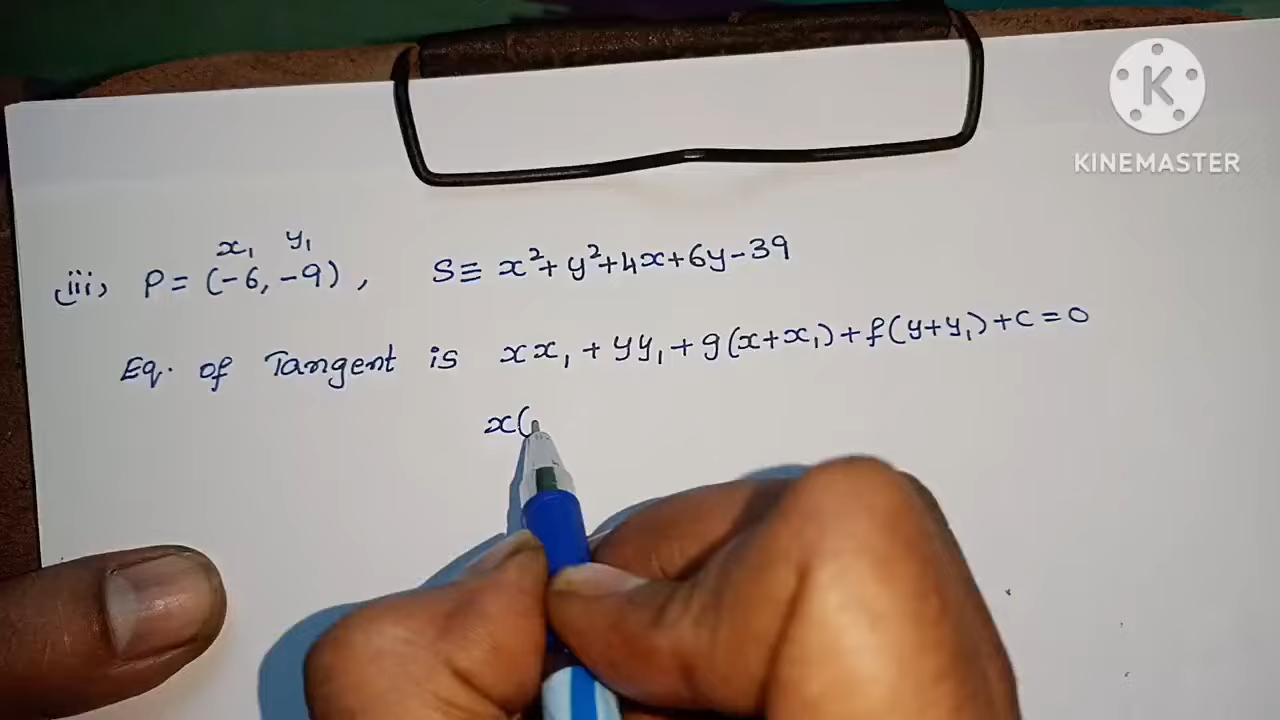 K
KINEMASTER
x₁ y₁
(iii) P = (-6, -9), S ≡ x²+y²+4x+6y-39
Eq. of Tangent is xx₁ + yy₁ + g(x+x₁) + f(y+y₁) + c = 0
x(